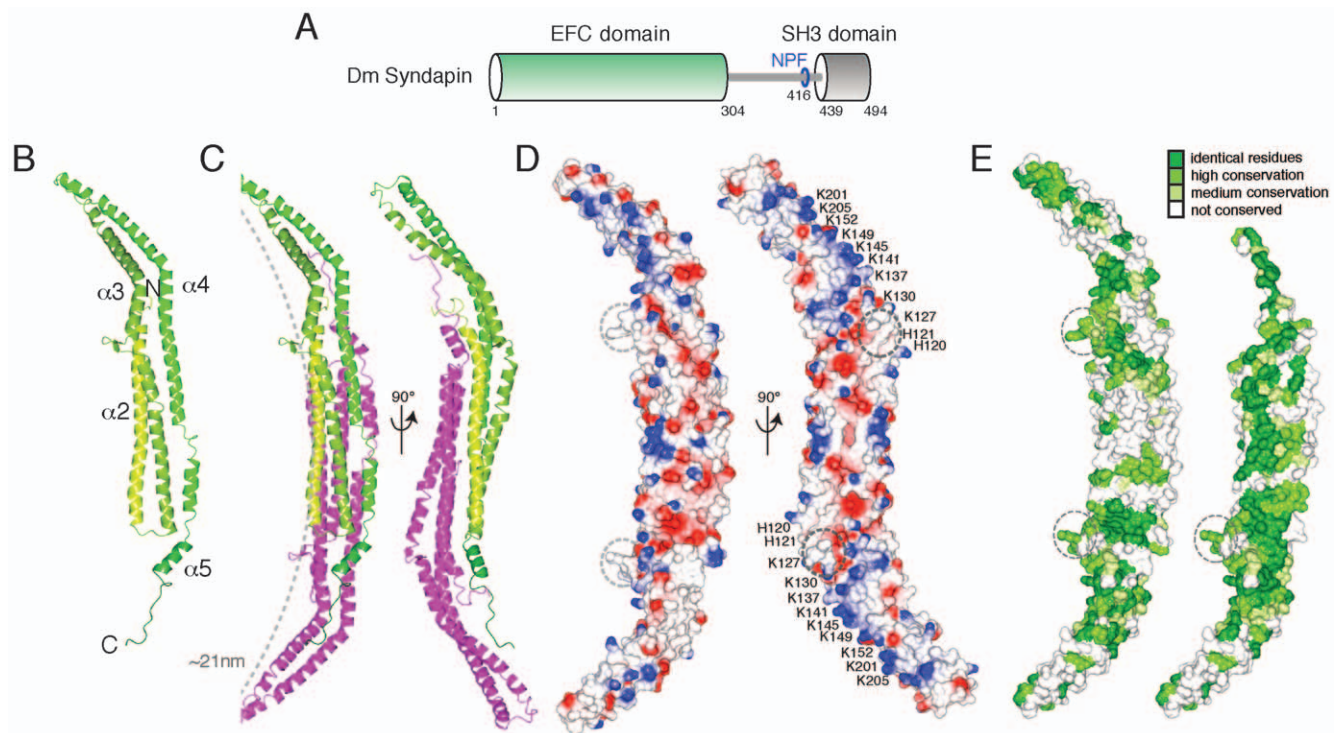 A
EFC domain
SH3 domain
Dm Syndapin
NPF
416
1
304
439
494
B
C
D
E
identical residues
high conservation
medium conservation
not conserved
α3
N
α4
α2
α5
C
~21nm
90°
K201
K205
K152
K149
K145
K141
K137
K130
K127
H121
H120
90°
H120
H121
K127
K130
K137
K141
K145
K149
K152
K201
K205